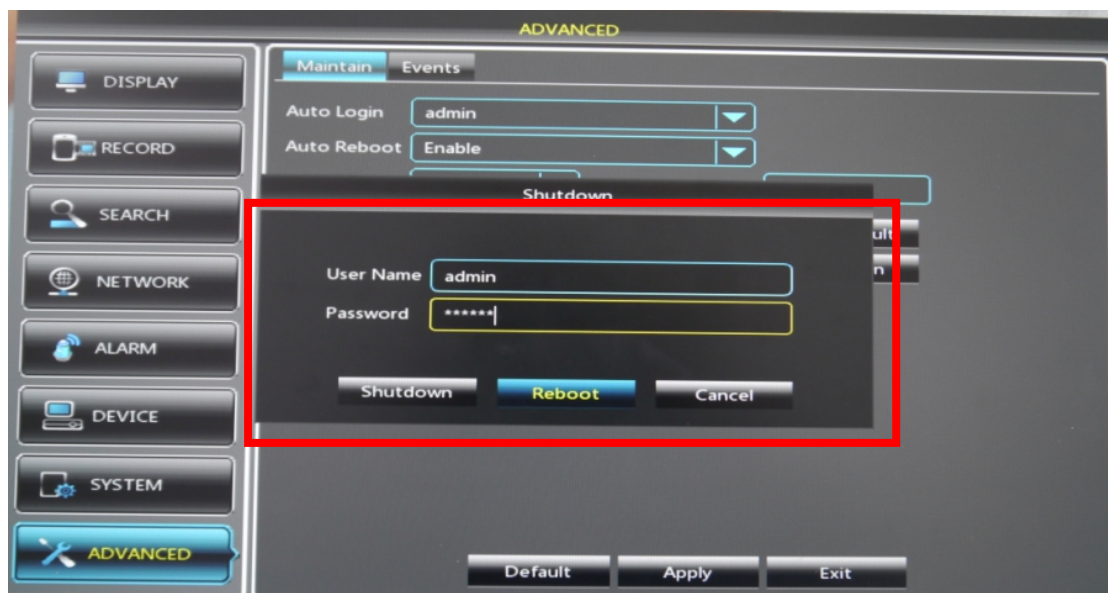 ADVANCED
DISPLAY
RECORD
SEARCH
NETWORK
ALARM
DEVICE
SYSTEM
ADVANCED
Maintain Events
Auto Login admin
Auto Reboot Enable
Shutdown
User Name admin
Password ******
Shutdown Reboot Cancel
Default Apply Exit